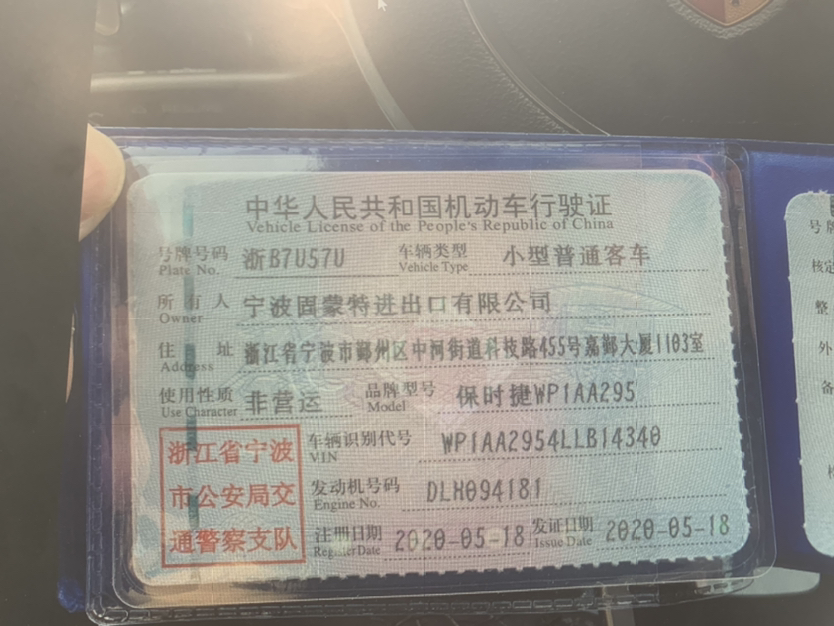 中华人民共和国机动车行驶证
Vehicle License of the People's Republic of China
号牌号码 浙B7U57U 车辆类型 小型普通客车
Plate No. Vehicle Type
所有人 宁波固蒙特进出口有限公司
Owner
住址 浙江省宁波市鄞州区中河街道科技路455号嘉鄞大厦1103室
Address
使用性质 非营运 品牌型号 保时捷WP1AA295
Use Character Model
浙江省宁波 车辆识别代号 WP1AA2954LLB14340
VIN
市公安局交 发动机号码 DLH094181
Engine No.
通警察支队 注册日期 2020-05-18 发证日期 2020-05-18
Register Date Issue Date
号牌
核定
整
外
备